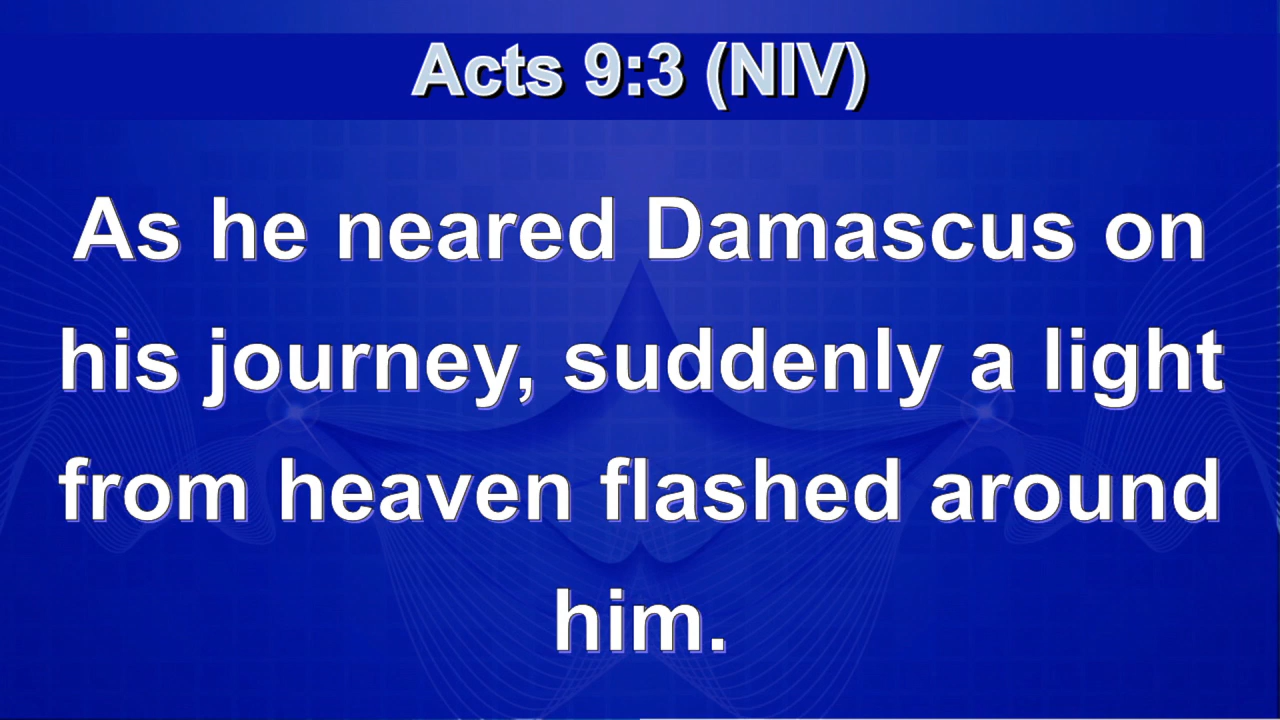 Acts 9:3 (NIV)
As he neared Damascus on
his journey, suddenly a light
from heaven flashed around
him.